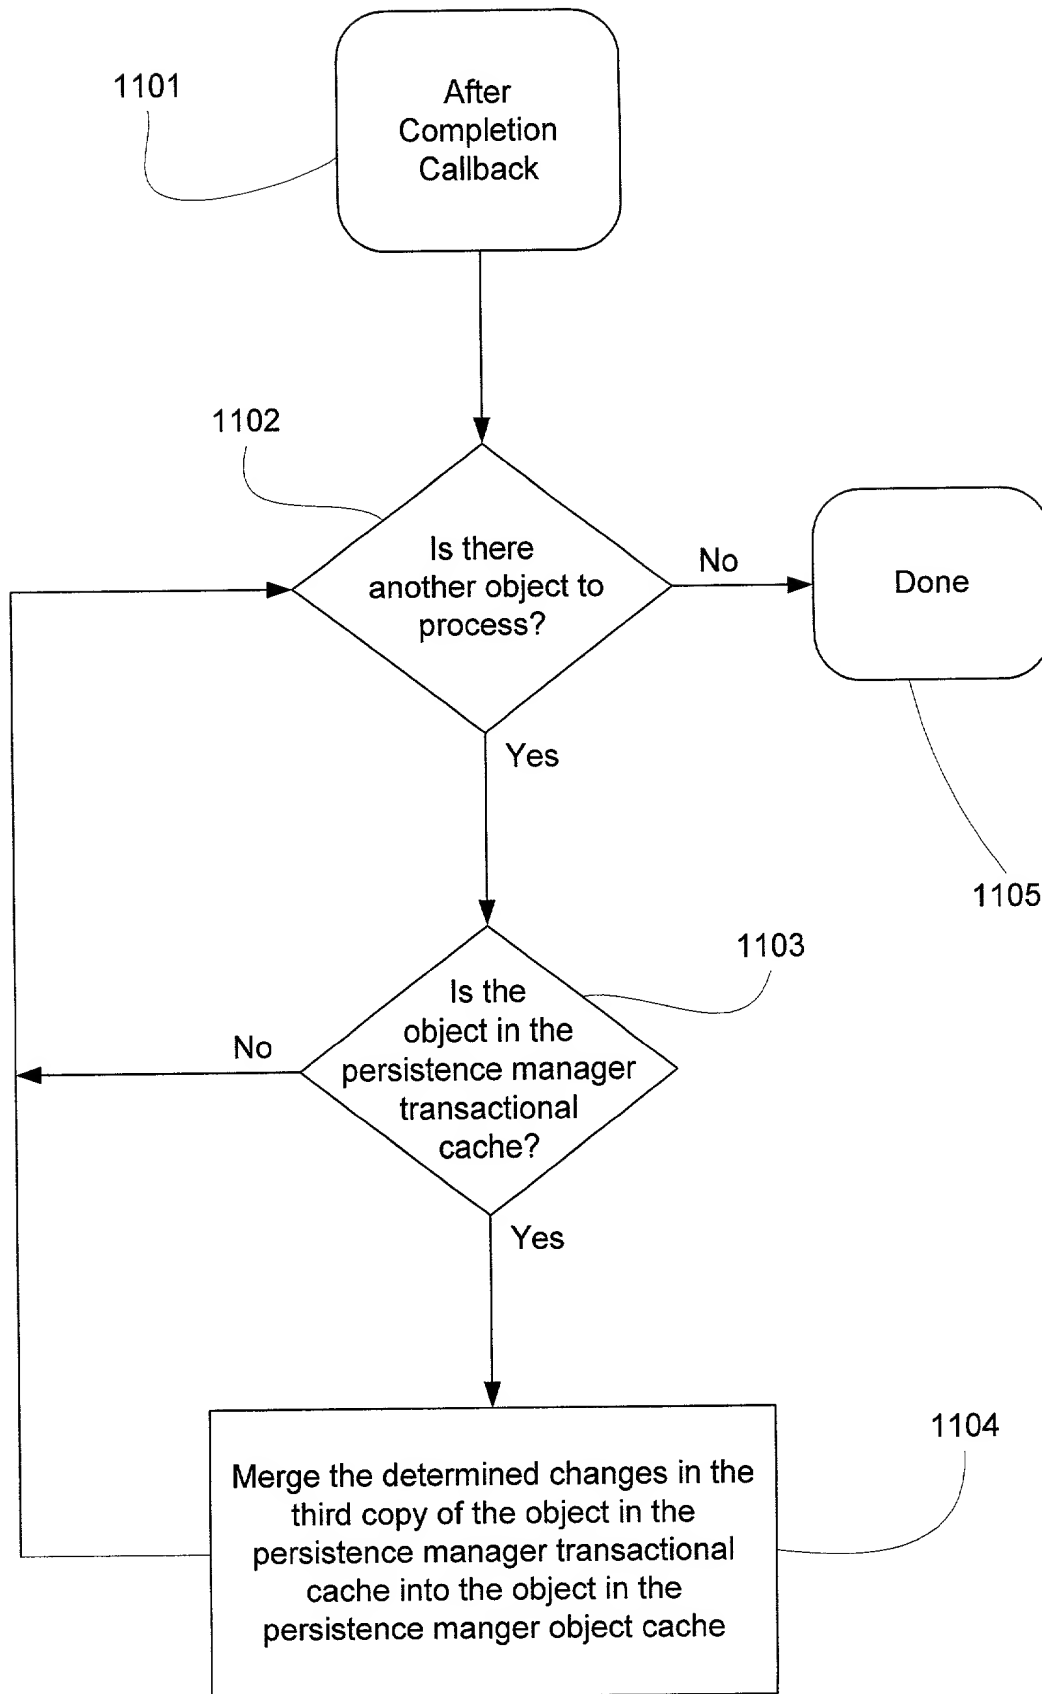 1101
After
Completion
Callback
1102
Is there
another object to
process?
No
Done
Yes
1105
1103
Is the
object in the
persistence manager
transactional
cache?
No
Yes
1104
Merge the determined changes in the
third copy of the object in the
persistence manager transactional
cache into the object in the
persistence manger object cache